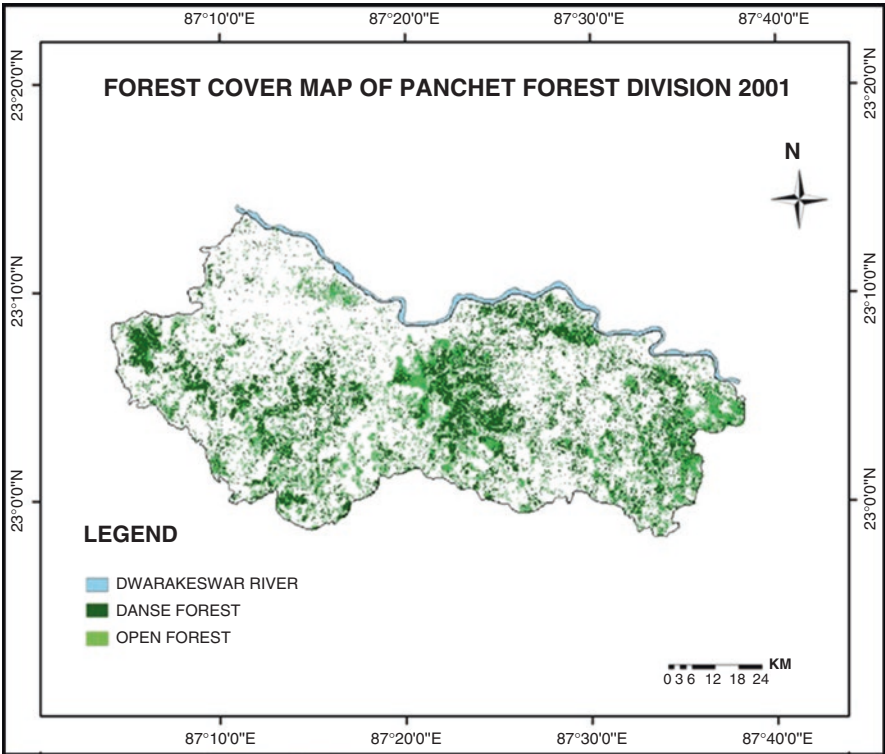 87°10'0"E 87°20'0"E 87°30'0"E 87°40'0"E
FOREST COVER MAP OF PANCHET FOREST DIVISION 2001
23°20'0"N 23°20'0"N
N
23°10'0"N 23°10'0"N
23°0'0"N 23°0'0"N
LEGEND
DWARAKESWAR RIVER
DANSE FOREST
OPEN FOREST
KM
0 3 6 12 18 24
87°10'0"E 87°20'0"E 87°30'0"E 87°40'0"E